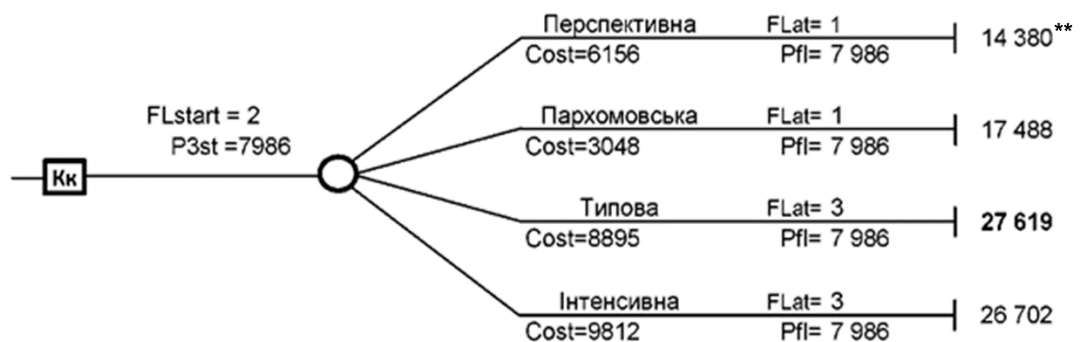 Перспективна FLat= 1 14 380**
Cost=6156 Pfl= 7 986
FLstart = 2
P3st =7986
Кк
Пархомовська FLat= 1 17 488
Cost=3048 Pfl= 7 986
Типова FLat= 3 27 619
Cost=8895 Pfl= 7 986
Інтенсивна FLat= 3 26 702
Cost=9812 Pfl= 7 986